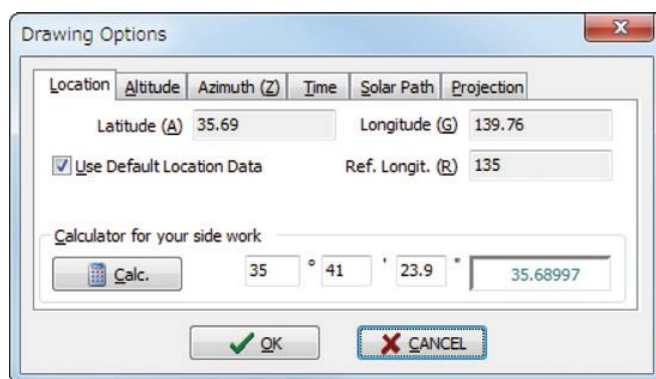 Drawing Options
Location Altitude Azimuth (Z) Time Solar Path Projection
Latitude (A) 35.69 Longitude (G) 139.76
Use Default Location Data Ref. Longit. (R) 135
Calculator for your side work
Calc. 35 ° 41 ' 23.9 " 35.68997
OK CANCEL